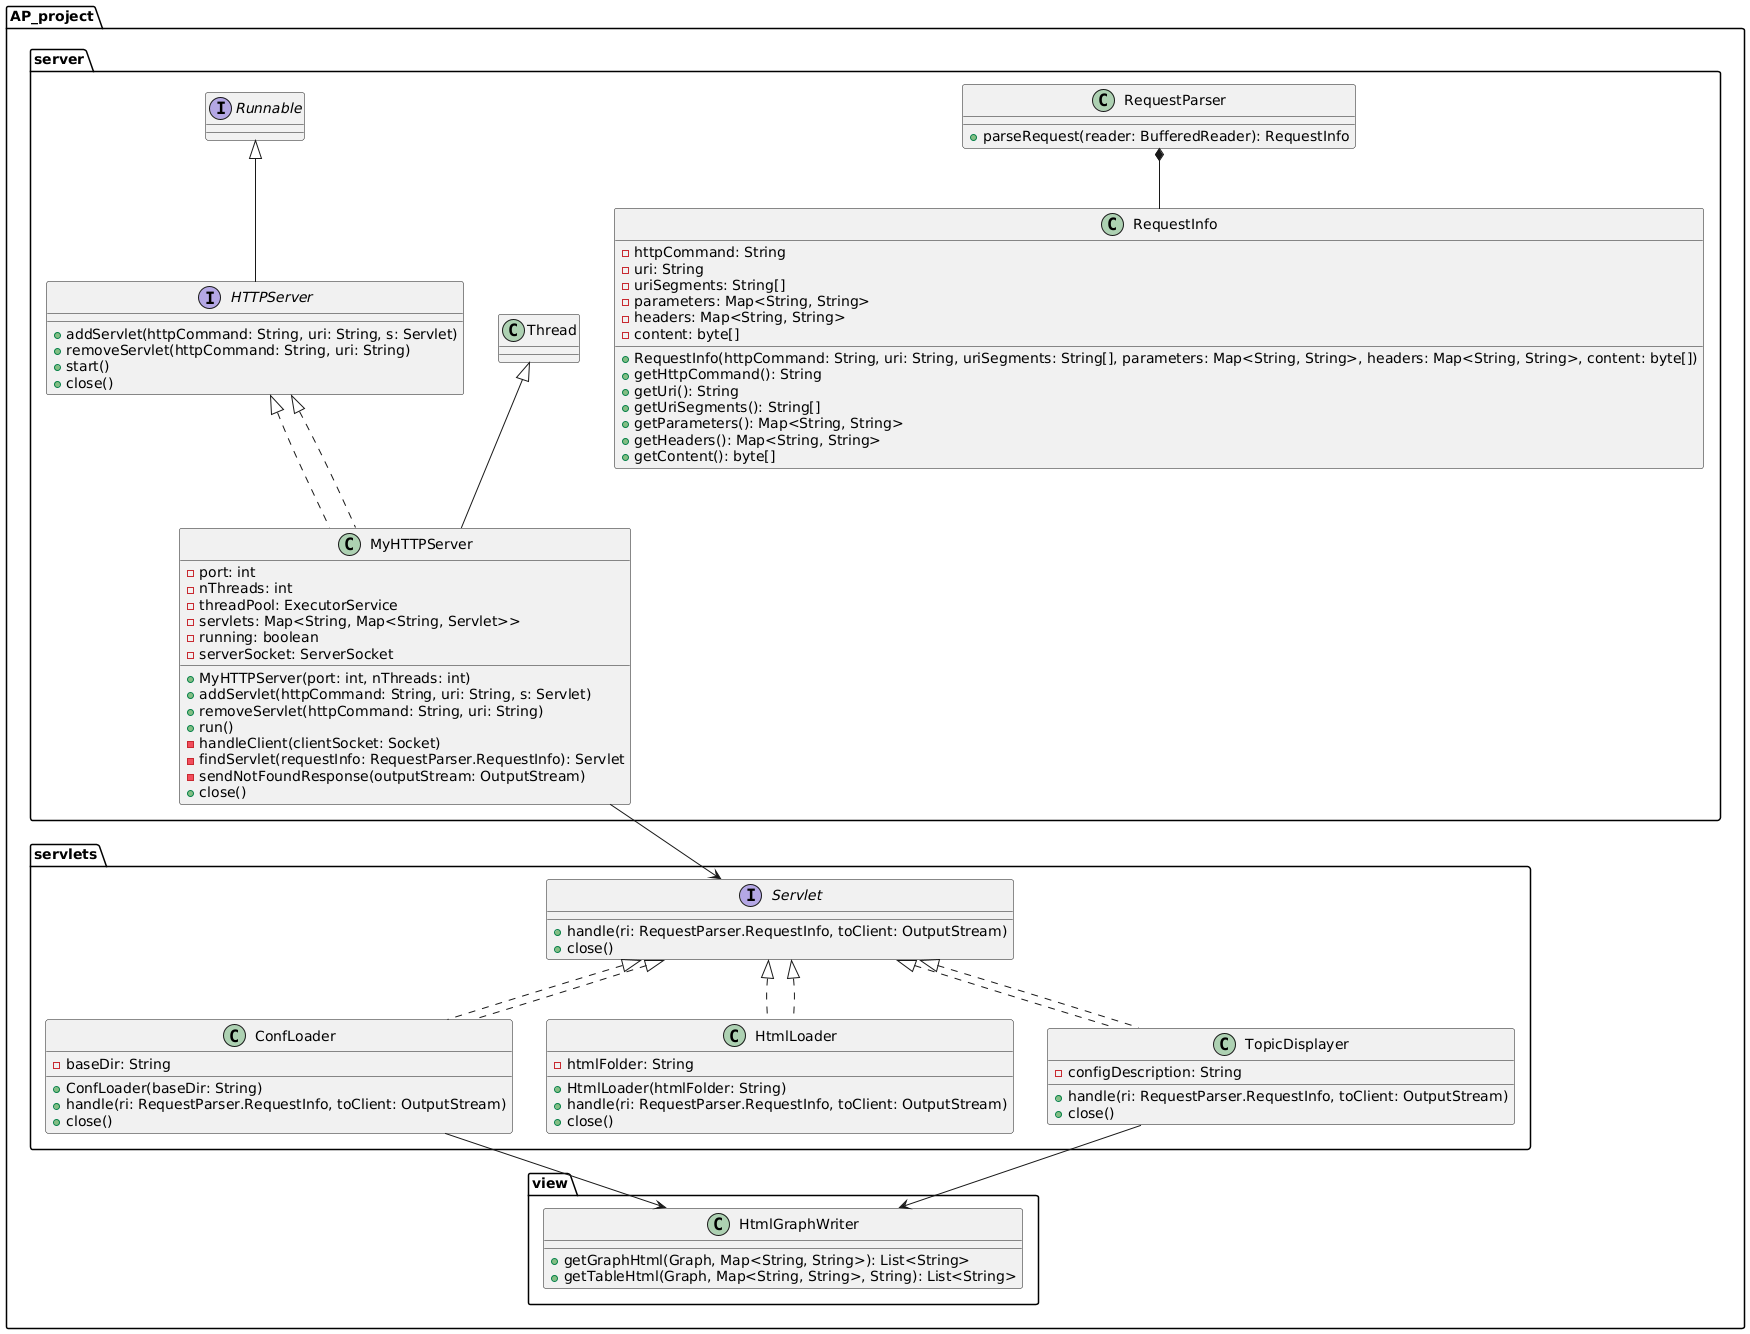 AP_project
server
I Runnable
C RequestParser
parseRequest(reader: BufferedReader): RequestInfo
C RequestInfo
httpCommand: String
uri: String
uriSegments: String[]
parameters: Map<String, String>
headers: Map<String, String>
content: byte[]
RequestInfo(httpCommand: String, uri: String, uriSegments: String[], parameters: Map<String, String>, headers: Map<String, String>, content: byte[])
getHttpCommand(): String
getUri(): String
getUriSegments(): String[]
getParameters(): Map<String, String>
getHeaders(): Map<String, String>
getContent(): byte[]
I HTTPServer
addServlet(httpCommand: String, uri: String, s: Servlet)
removeServlet(httpCommand: String, uri: String)
start()
close()
C Thread
C MyHTTPServer
port: int
nThreads: int
threadPool: ExecutorService
servlets: Map<String, Map<String, Servlet>>
running: boolean
serverSocket: ServerSocket
MyHTTPServer(port: int, nThreads: int)
addServlet(httpCommand: String, uri: String, s: Servlet)
removeServlet(httpCommand: String, uri: String)
run()
handleClient(clientSocket: Socket)
findServlet(requestInfo: RequestParser.RequestInfo): Servlet
sendNotFoundResponse(outputStream: OutputStream)
close()
servlets
I Servlet
handle(ri: RequestParser.RequestInfo, toClient: OutputStream)
close()
C ConfLoader
baseDir: String
ConfLoader(baseDir: String)
handle(ri: RequestParser.RequestInfo, toClient: OutputStream)
close()
C HtmlLoader
htmlFolder: String
HtmlLoader(htmlFolder: String)
handle(ri: RequestParser.RequestInfo, toClient: OutputStream)
close()
C TopicDisplayer
configDescription: String
handle(ri: RequestParser.RequestInfo, toClient: OutputStream)
close()
view
C HtmlGraphWriter
getGraphHtml(Graph, Map<String, String>): List<String>
getTableHtml(Graph, Map<String, String>, String): List<String>